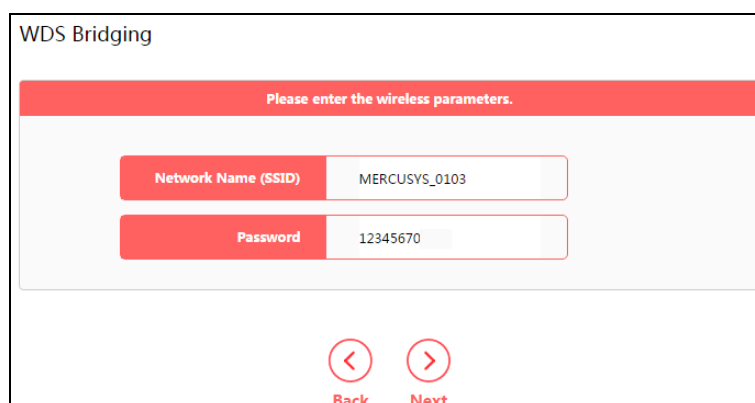 WDS Bridging
Please enter the wireless parameters.
Network Name (SSID) MERCUSYS_0103
Password 12345670
Back Next